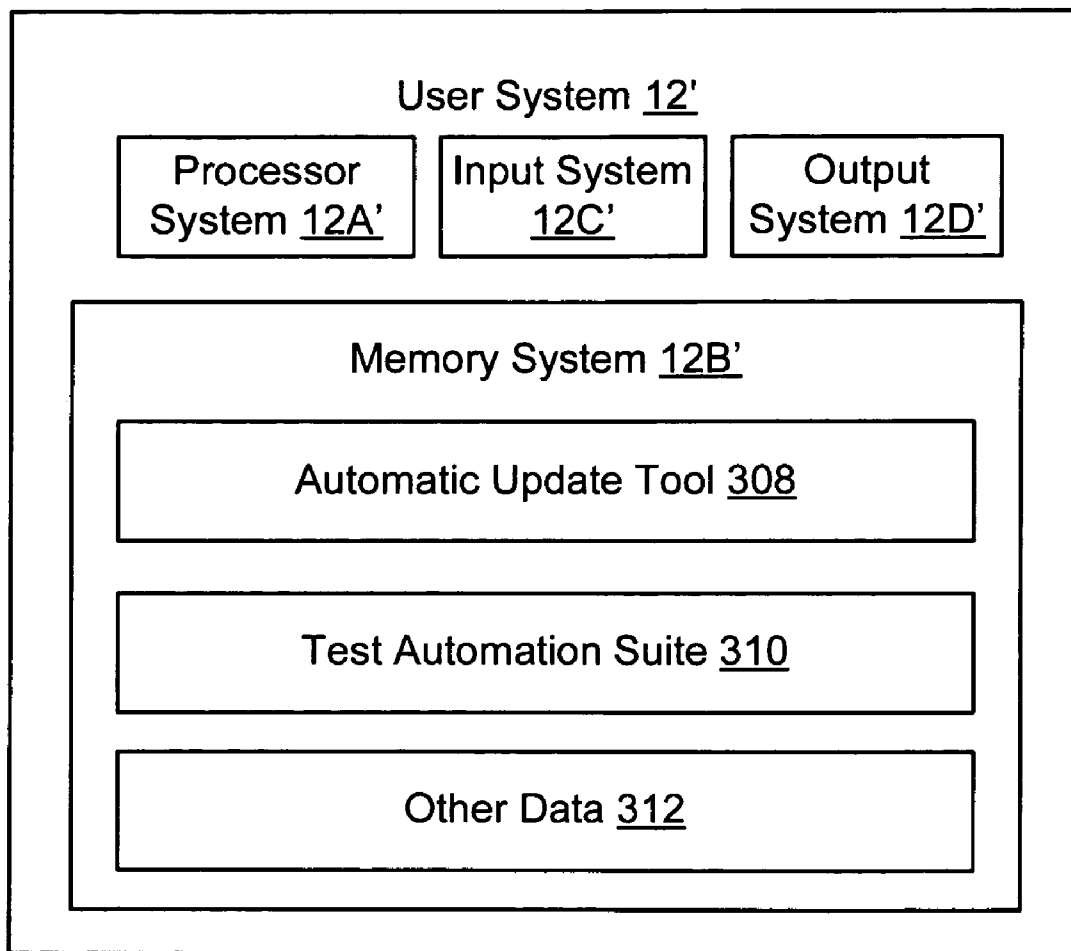 User System 12'
Processor
System 12A'
Input System
12C'
Output
System 12D'
Memory System 12B’
Automatic Update Tool 308
Test Automation Suite 310
Other Data 312